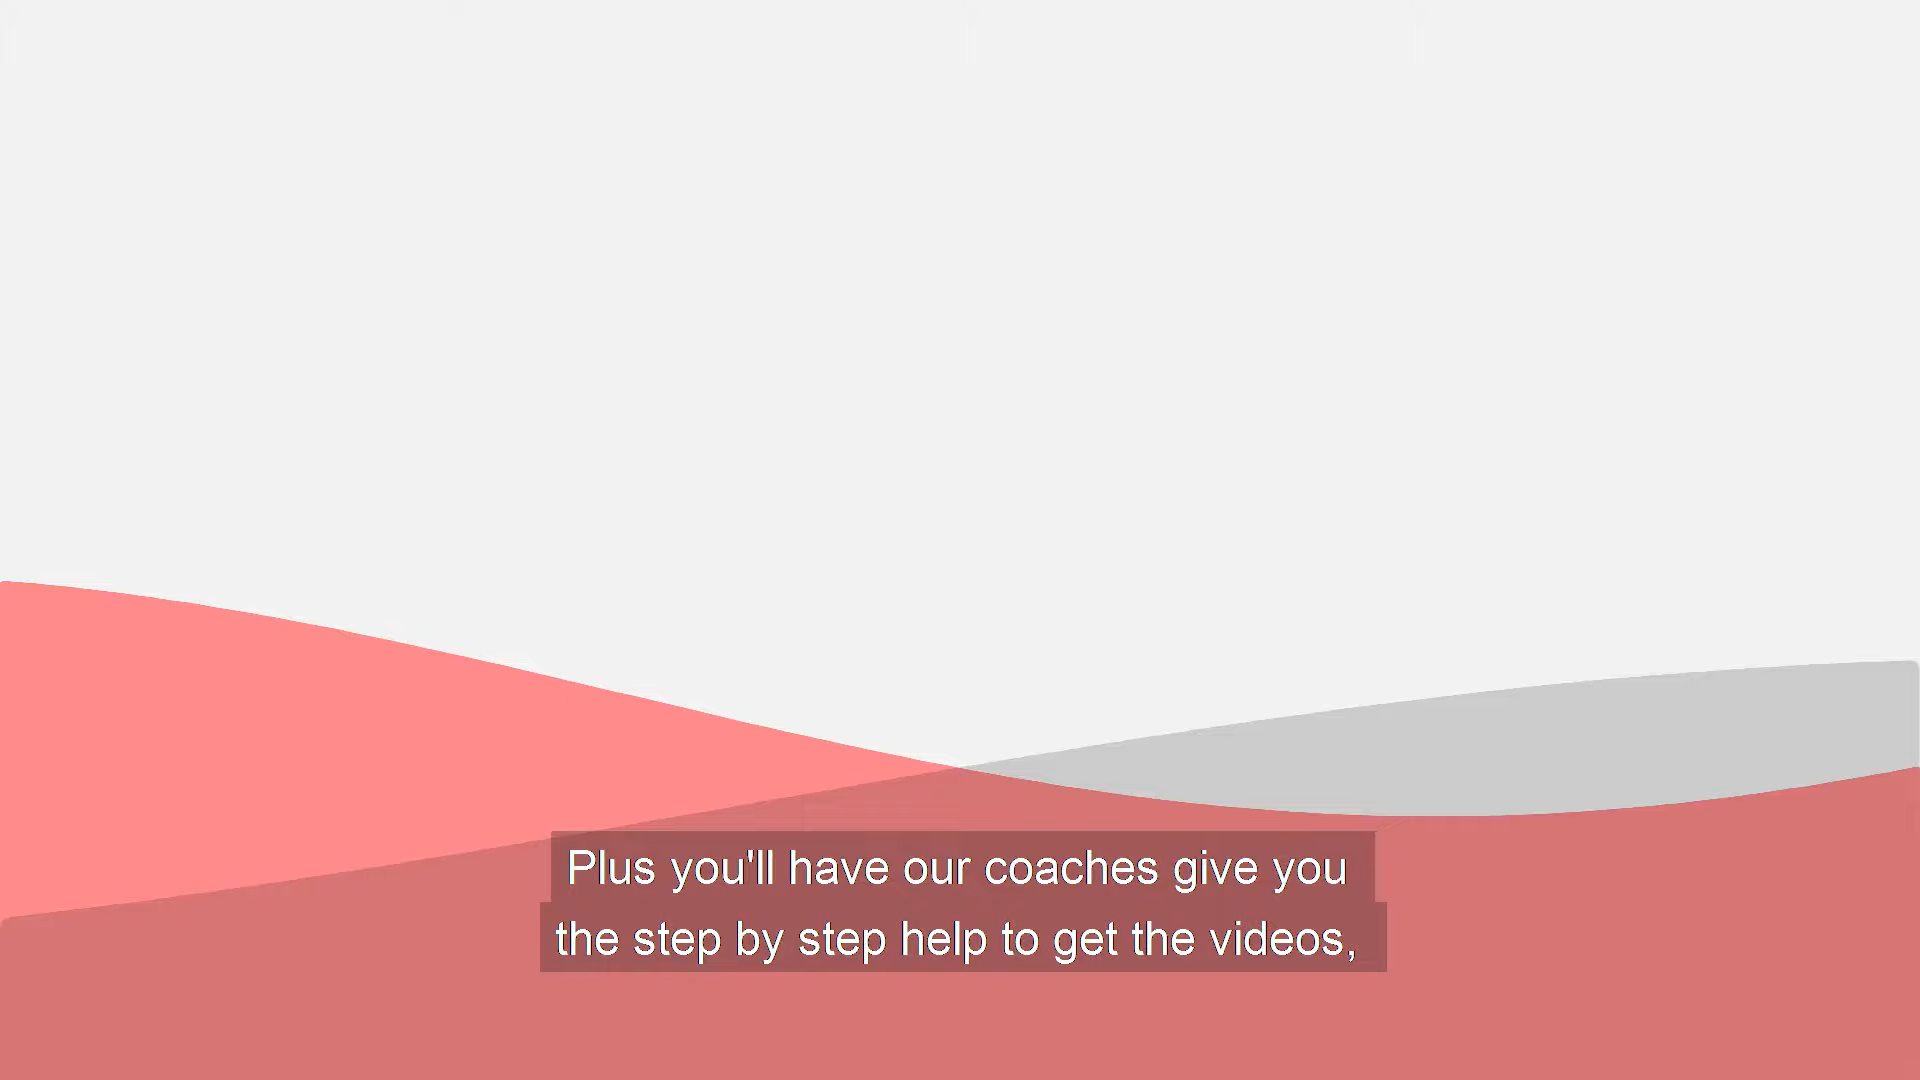 Plus you'll have our coaches give you
the step by step help to get the videos,